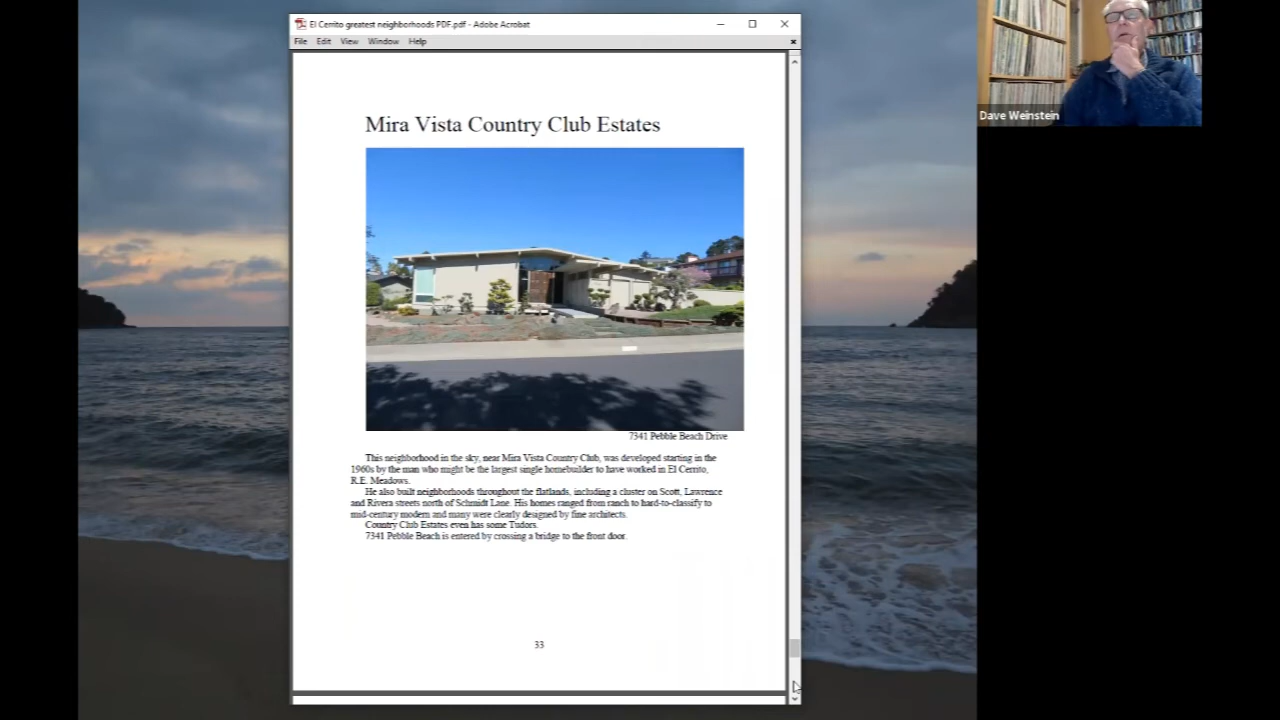 El Cerrito greatest neighborhoods PDF.pdf - Adobe Acrobat
File Edit View Window Help
Dave Weinstein
Mira Vista Country Club Estates
7341 Pebble Beach Drive
This neighborhood in the sky, near Mira Vista Country Club, was developed starting in the
1960s by the man who might be the largest single homebuilder to have worked in El Cerrito,
R.E. Meadows.
He also built neighborhoods throughout the flatlands, including a cluster on Scott, Lawrence
and Rivera streets north of Schmidt Lane. His homes ranged from ranch to hard-to-classify to
mid-century modern and many were clearly designed by fine architects.
Country Club Estates even has some Tudors.
7341 Pebble Beach is entered by crossing a bridge to the front door.
33